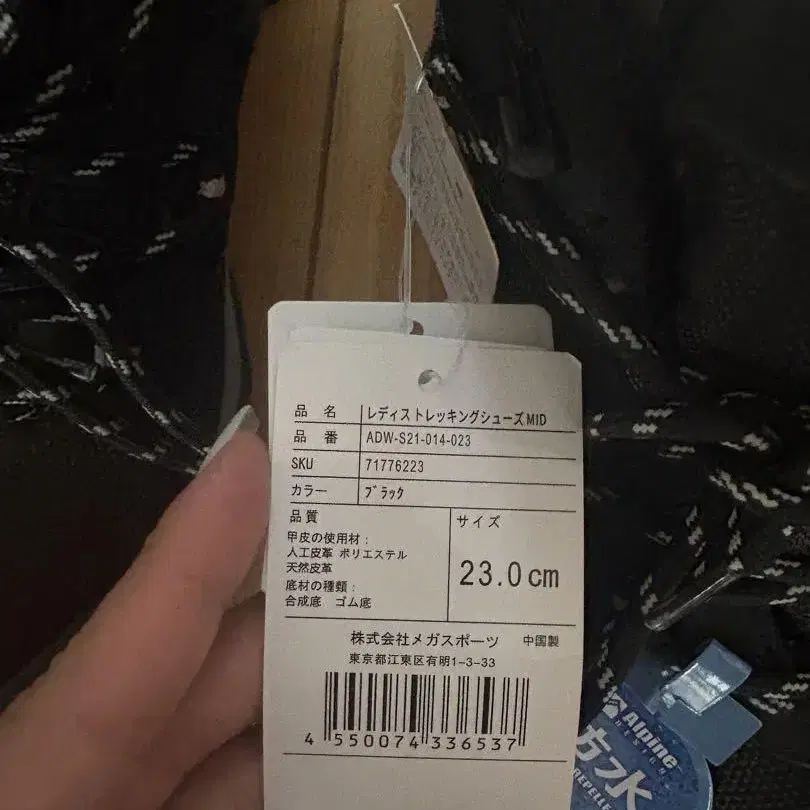 品 名 レディストレッキングシューズMID
品 番 ADW-S21-014-023
SKU 71776223
カラー ブラック
品質
甲皮の使用材:
人工皮革 ポリエステル
天然皮革
底材の種類:
合成底 ゴム底
サイズ
23.0cm
株式会社メガスポーツ 中国製
東京都江東区有明1-3-33
4 550074 336537
Alpine
DESIGN
防水